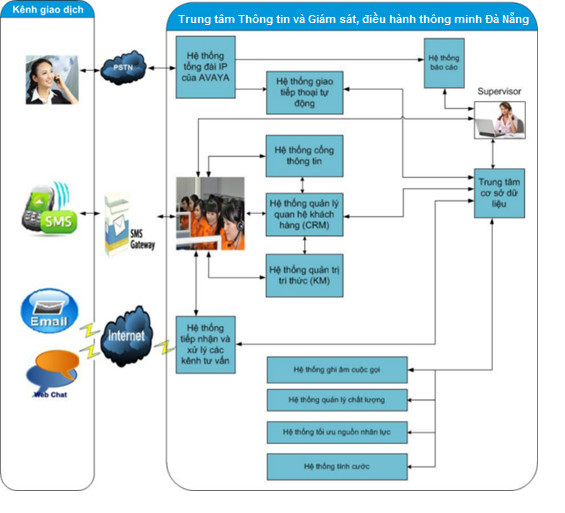 Kênh giao dịch
Trung tâm Thông tin và Giám sát, điều hành thông minh Đà Nẵng
PSTN
Hệ thống
tổng đài IP
của AVAYA
Hệ thống giao
tiếp thoại tự
động
Hệ thống
báo cáo
Supervisor
Hệ thống cổng
thông tin
Trung tâm
cơ sở dữ
liệu
SMS
SMS
Gateway
Hệ thống quản lý
quan hệ khách
hàng (CRM)
Hệ thống quản trị
tri thức (KM)
Email
Internet
Web Chat
Hệ thống
tiếp nhận và
xử lý các
kênh tư vấn
Hệ thống ghi âm cuộc gọi
Hệ thống quản lý chất lượng
Hệ thống tối ưu nguồn nhân lực
Hệ thống tính cước